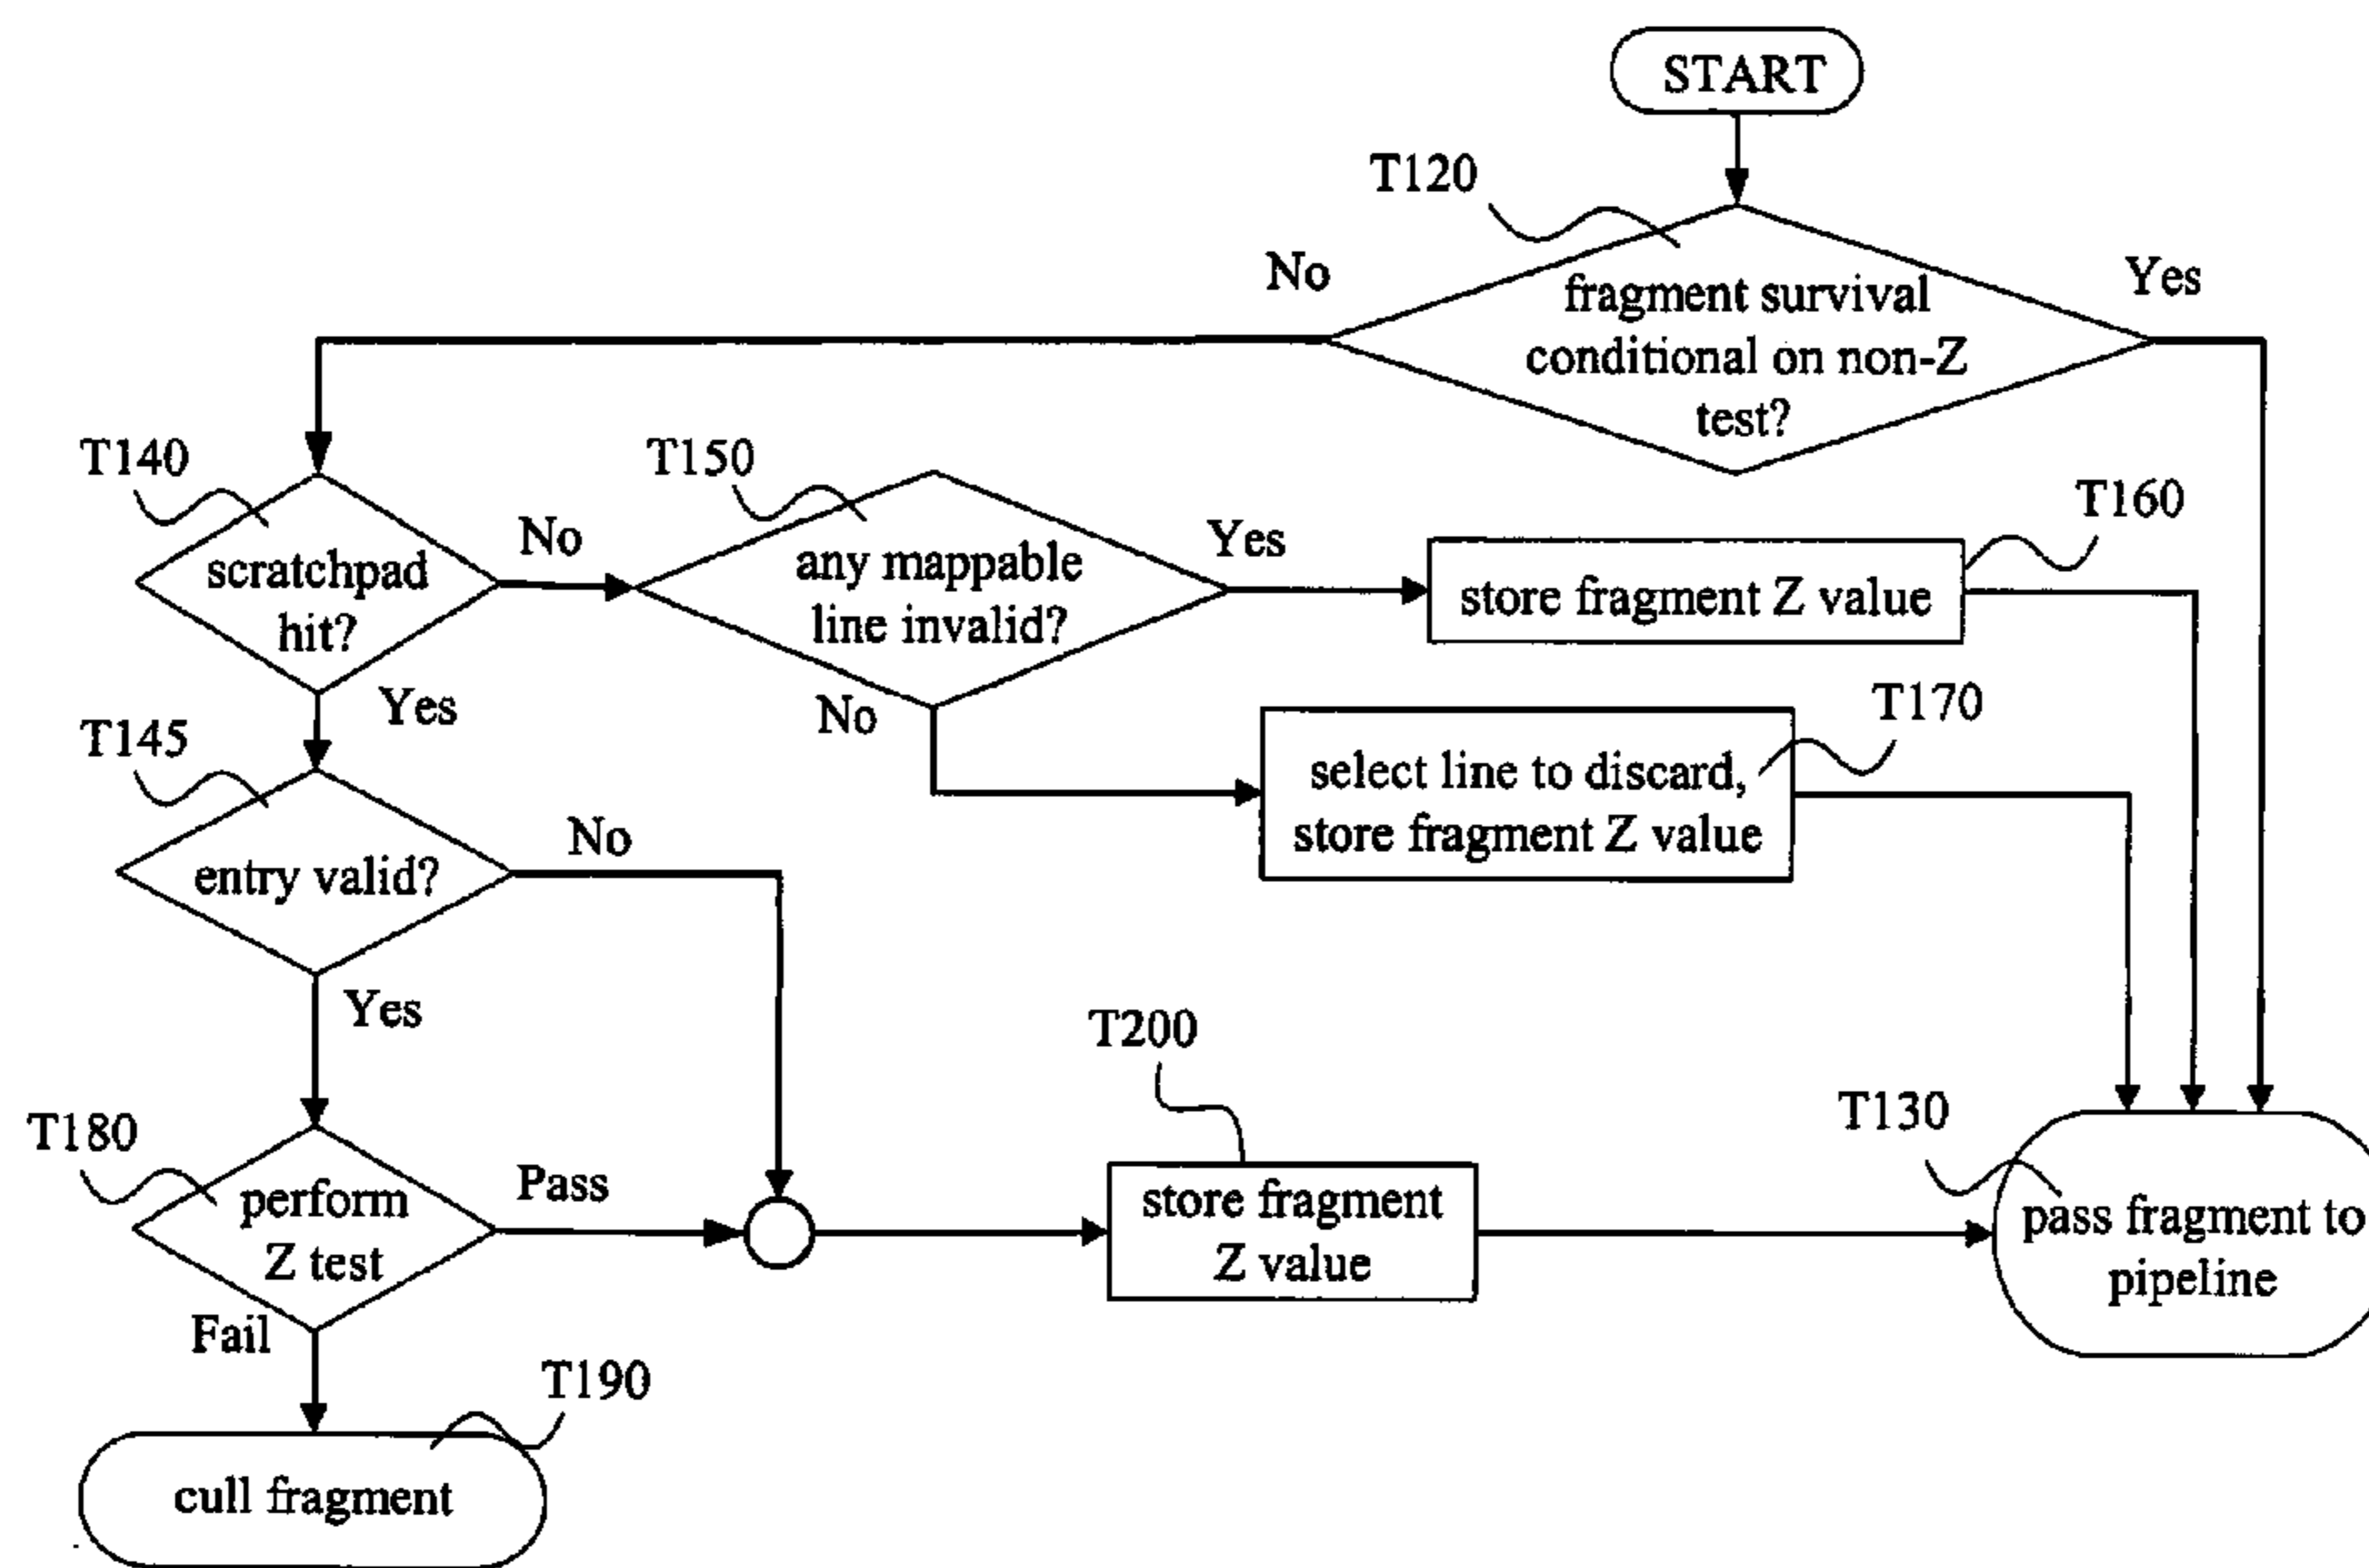 START
T120
No
Yes
fragment survival
conditional on non-Z
test?
T140
T150
T160
scratchpad
hit?
No
any mappable
line invalid?
Yes
store fragment Z value
Yes
No
T170
T145
select line to discard,
store fragment Z value
entry valid?
No
Yes
T200
T130
T180
perform
Z test
Pass
store fragment
Z value
pass fragment to
pipeline
Fail
T190
cull fragment